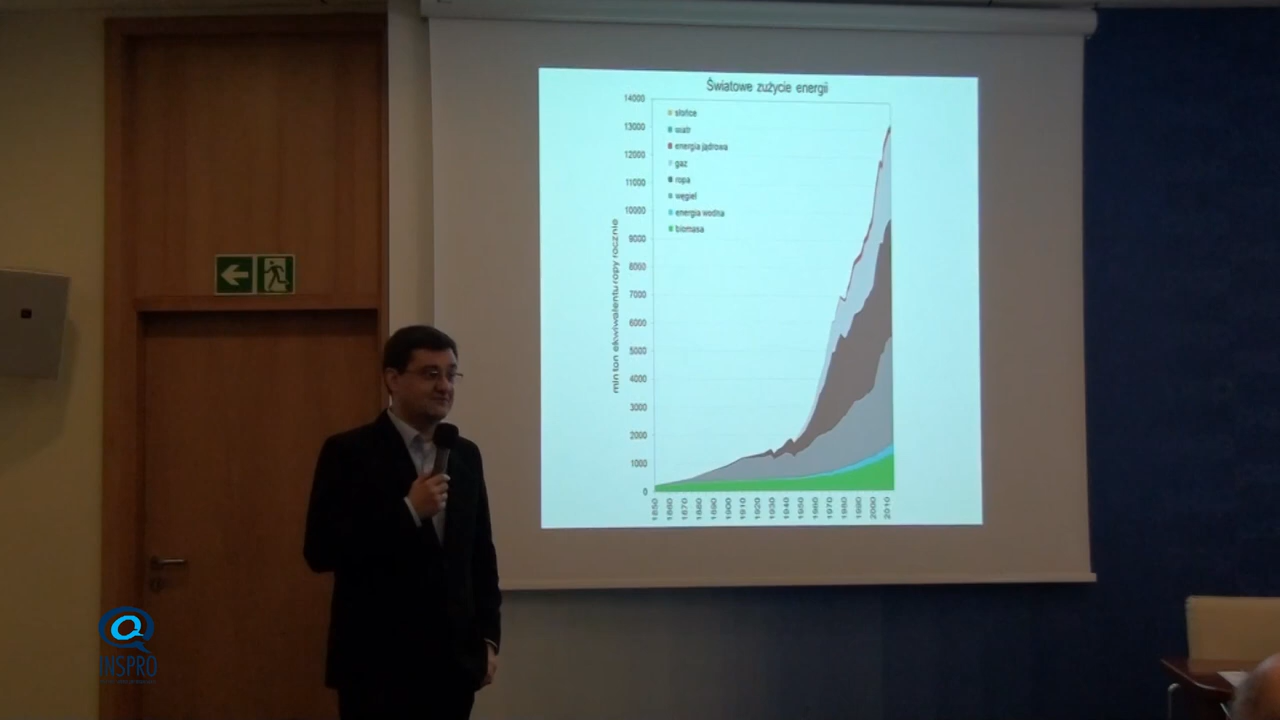 Światowe zużycie energii
14000
13000
12000
11000
10000
9000
8000
7000
6000
5000
4000
3000
2000
1000
0
mln ton ekwiwalentu ropy rocznie
słońce
wiatr
energia jądrowa
gaz
ropa
węgiel
energia wodna
biomasa
1850
1860
1870
1880
1890
1900
1910
1920
1930
1940
1950
1960
1970
1980
1990
2000
2010
INSPRO